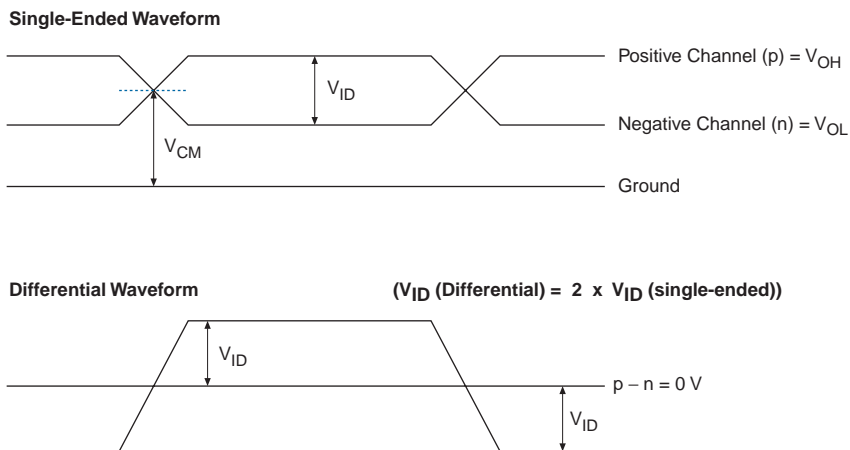 Single-Ended Waveform
Positive Channel (p) = VOH
VID
Negative Channel (n) = VOL
VCM
Ground
Differential Waveform (VID (Differential) = 2 x VID (single-ended))
VID
p – n = 0 V
VID